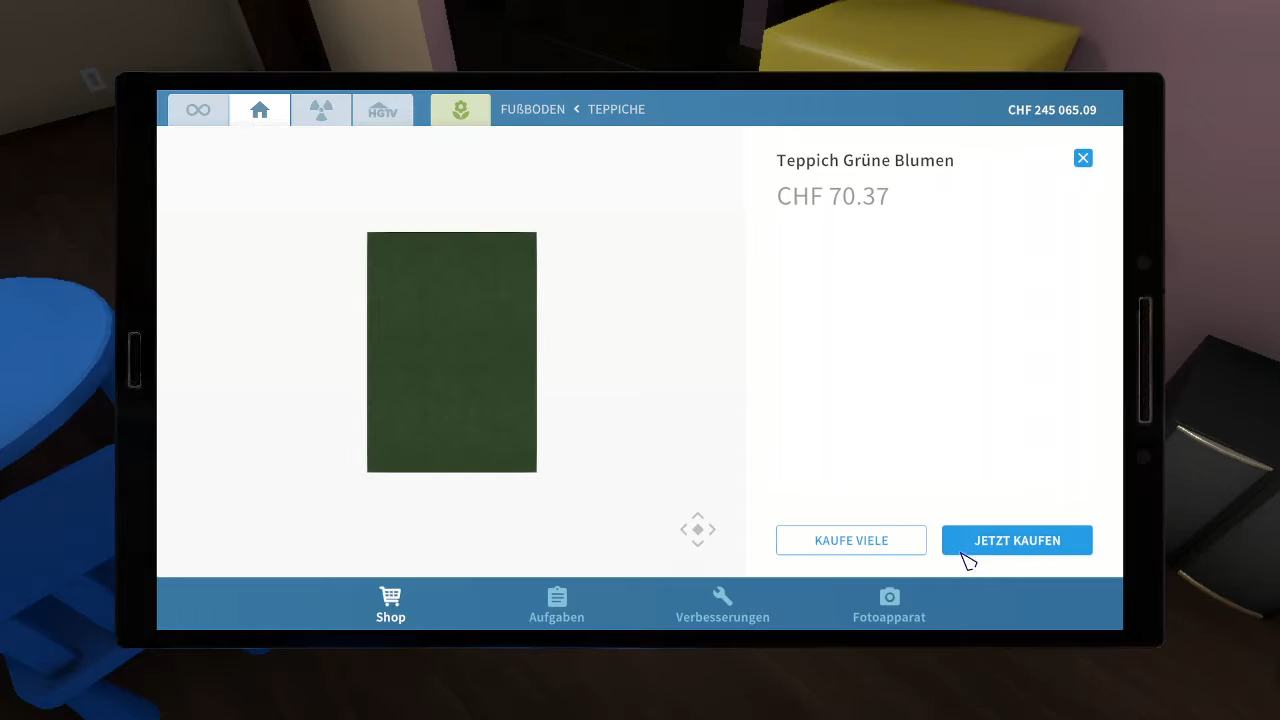 HGTV
FUßBODEN < TEPPICHE
CHF 245 065.09
Teppich Grüne Blumen
CHF 70.37
KAUFE VIELE
JETZT KAUFEN
Shop
Aufgaben
Verbesserungen
Fotoapparat